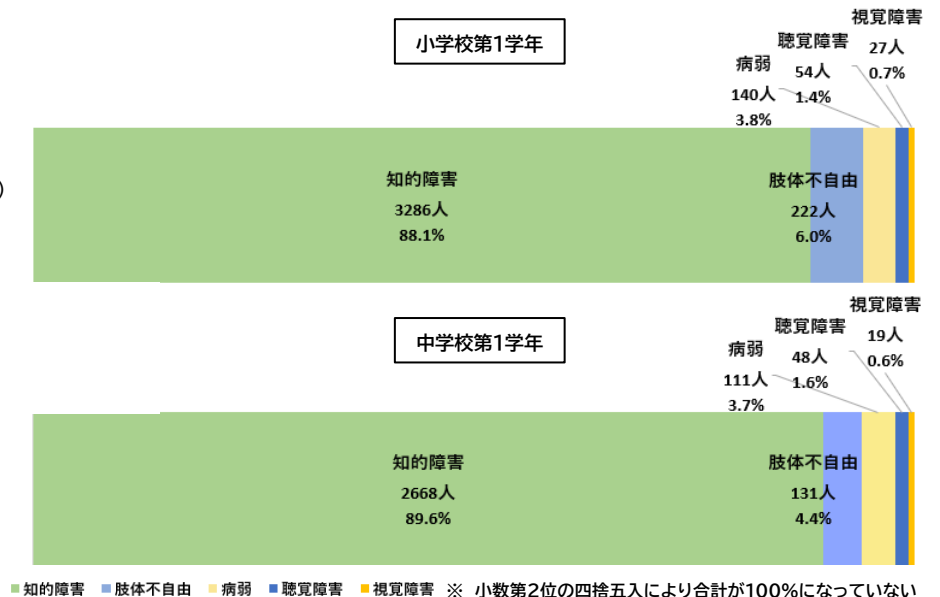 小学校第1学年
視覚障害
27人
0.7%
聴覚障害
54人
1.4%
病弱
140人
3.8%
)
知的障害
3286人
88.1%
肢体不自由
222人
6.0%
中学校第1学年
視覚障害
19人
0.6%
聴覚障害
48人
1.6%
病弱
111人
3.7%
知的障害
2668人
89.6%
肢体不自由
131人
4.4%
知的障害 肢体不自由 病弱 聴覚障害 視覚障害 ※ 小数第2位の四捨五入により合計が100%になっていない